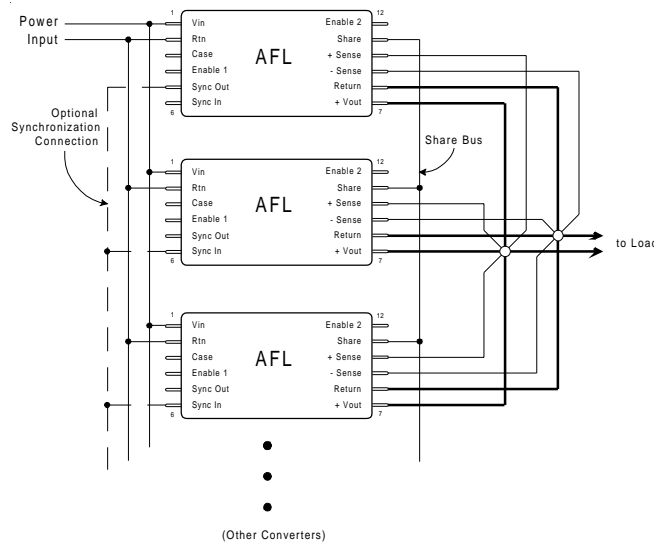 Power
Input
Optional
Synchronization
Connection
1
12
Vin
Enable 2
Rtn
Share
Case
+ Sense
Enable 1
- Sense
Sync Out
Return
Sync In
+ Vout
AFL
6
7
Share Bus
1
12
Vin
Enable 2
Rtn
Share
Case
+ Sense
Enable 1
- Sense
Sync Out
Return
Sync In
+ Vout
AFL
6
7
to Load
1
12
Vin
Enable 2
Rtn
Share
Case
+ Sense
Enable 1
- Sense
Sync Out
Return
Sync In
+ Vout
AFL
6
7
(Other Converters)